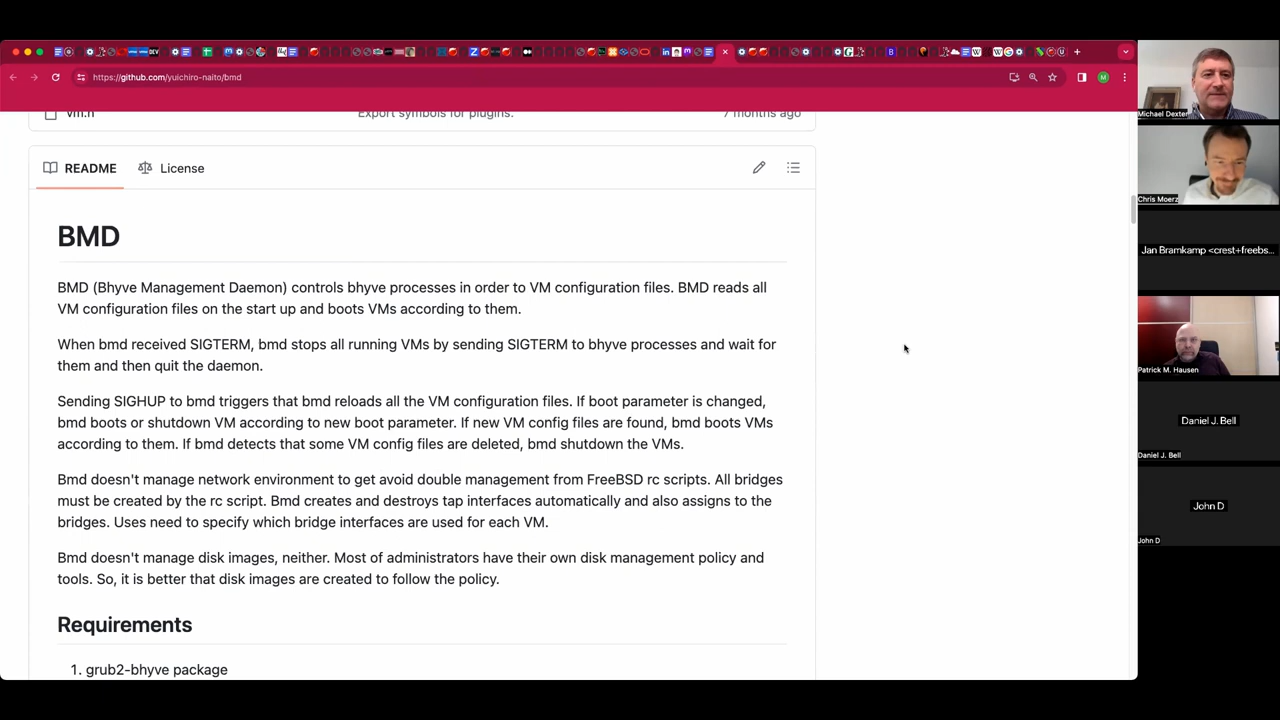 https://github.com/yuichiro-naito/bmd
vm.h
Export symbols for plugins.
7 months ago
README
License
BMD
BMD (Bhyve Management Daemon) controls bhyve processes in order to VM configuration files. BMD reads all
VM configuration files on the start up and boots VMs according to them.
When bmd received SIGTERM, bmd stops all running VMs by sending SIGTERM to bhyve processes and wait for
them and then quit the daemon.
Sending SIGHUP to bmd triggers that bmd reloads all the VM configuration files. If boot parameter is changed,
bmd boots or shutdown VM according to new boot parameter. If new VM config files are found, bmd boots VMs
according to them. If bmd detects that some VM config files are deleted, bmd shutdown the VMs.
Bmd doesn't manage network environment to get avoid double management from FreeBSD rc scripts. All bridges
must be created by the rc script. Bmd creates and destroys tap interfaces automatically and also assigns to the
bridges. Uses need to specify which bridge interfaces are used for each VM.
Bmd doesn't manage disk images, neither. Most of administrators have their own disk management policy and
tools. So, it is better that disk images are created to follow the policy.
Requirements
1. grub2-bhyve package
Michael Dexter
Chris Moerz
Jan Bramkamp <crest+freebs...
Patrick M. Hausen
Daniel J. Bell
Daniel J. Bell
John D
John D